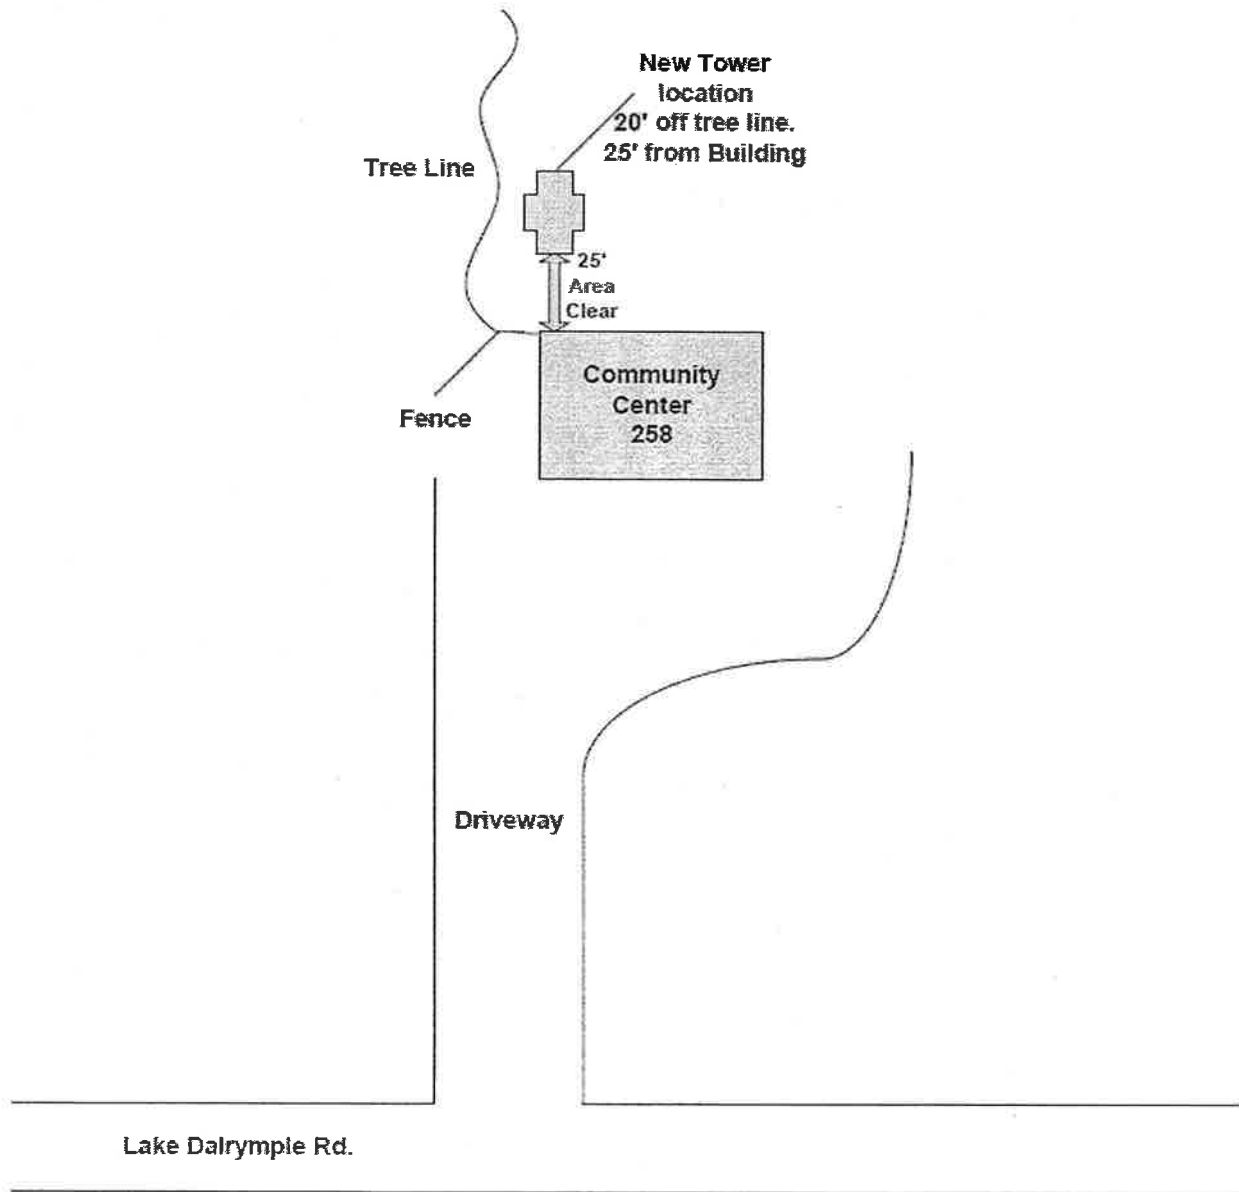 New Tower
location
20' off tree line.
25' from Building
Tree Line
25'
Area
Clear
Community
Center
258
Fence
Driveway
Lake Dalrymple Rd.